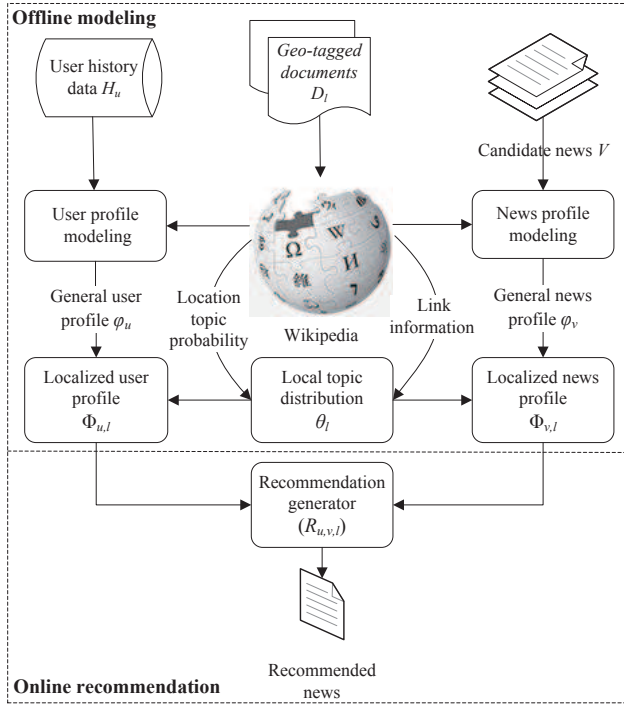 Offline modeling
User history
data Hu
Geo-tagged
documents
Dl
Candidate news V
User profile
modeling
News profile
modeling
Ω
W
И
維
7
General user
profile φu
Location
topic
probability
Wikipedia
Link
information
General news
profile φv
Localized user
profile
Φu,l
Local topic
distribution
θl
Localized news
profile
Φv,l
Recommendation
generator
(Ru,v,l)
Recommended
news
Online recommendation